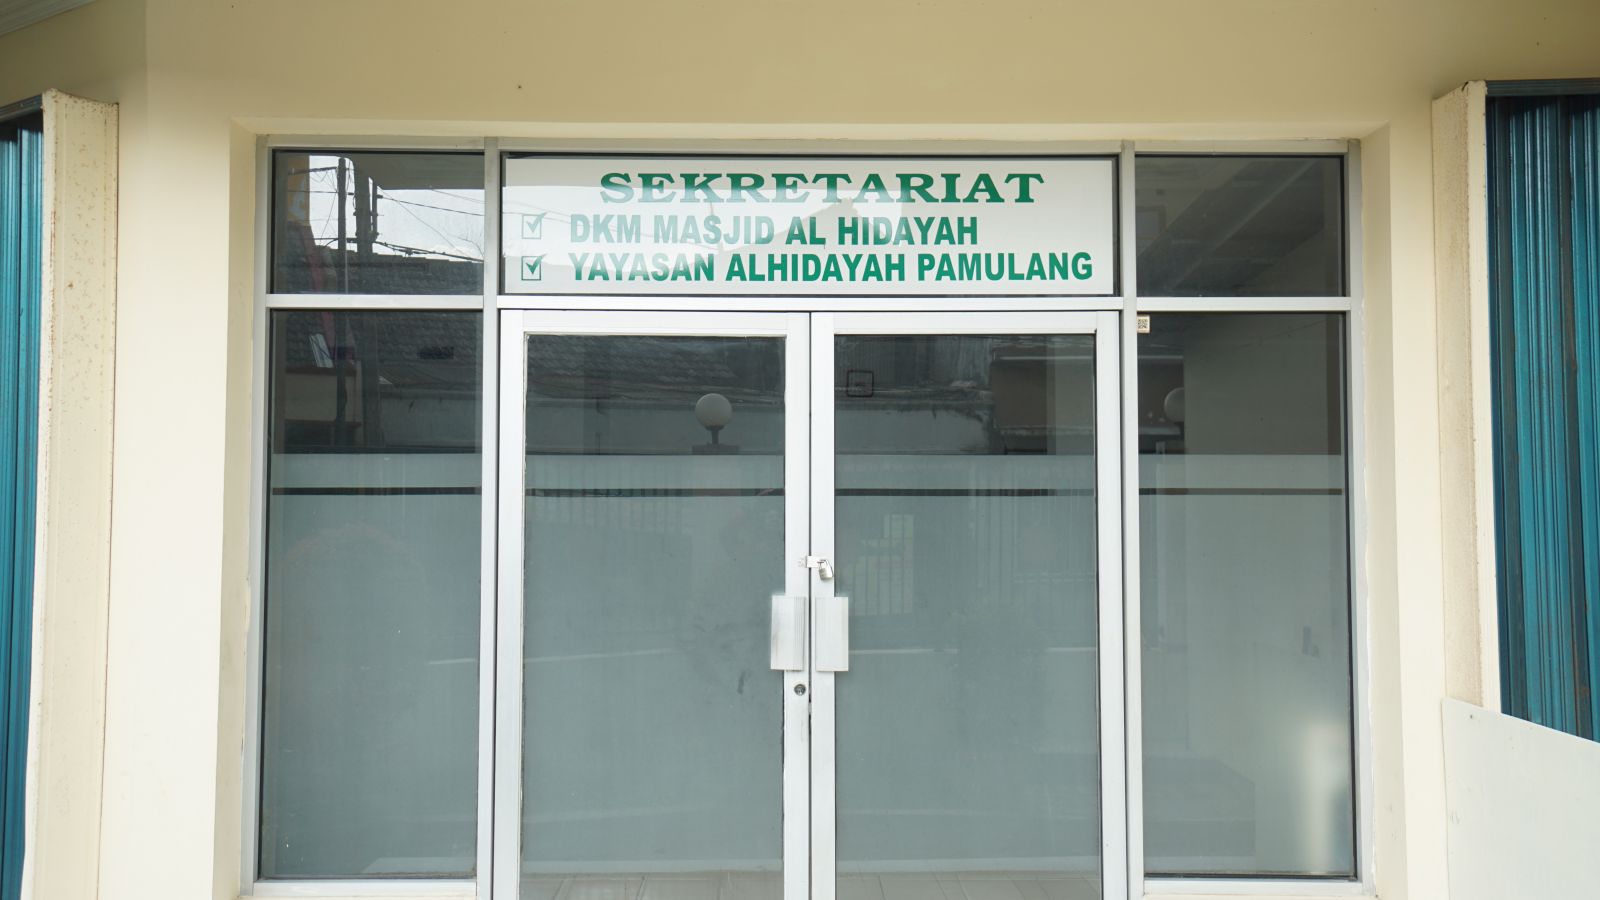 SEKRETARIAT
DKM MASJID AL HIDAYAH
YAYASAN ALHIDAYAH PAMULANG